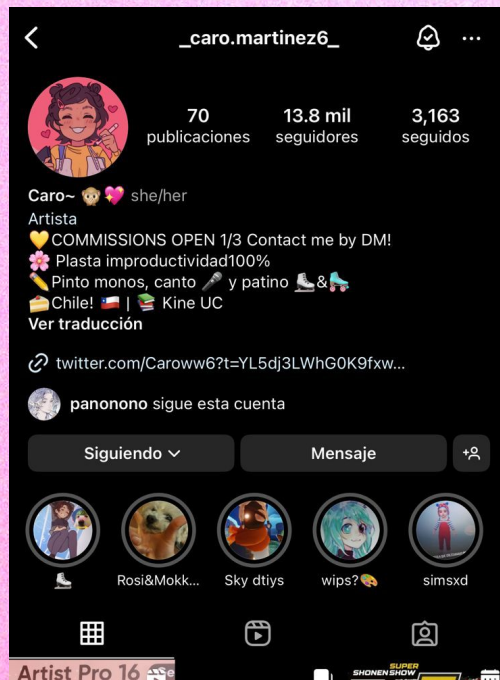 _caro.martinez6_
70
13.8 mil
3,163
publicaciones
seguidores
seguidos
Caro~ 🙊💖 she/her
Artista
💛COMMISSIONS OPEN 1/3 Contact me by DM!
🌸 Plasta improductividad100%
✏️Pinto monos, canto 🎤 y patino ⛸️&🛼
🍰Chile! 🇨🇱 | 📚 Kine UC
Ver traducción
twitter.com/Caroww6?t=YL5dj3LWhG0K9fxw...
panonono sigue esta cuenta
Siguiendo
Mensaje
⛸️
Rosi&Mokk...
Sky dtiys
wips?🎨
simsxd
Artist Pro 16
SUPER
SHONEN SHOW